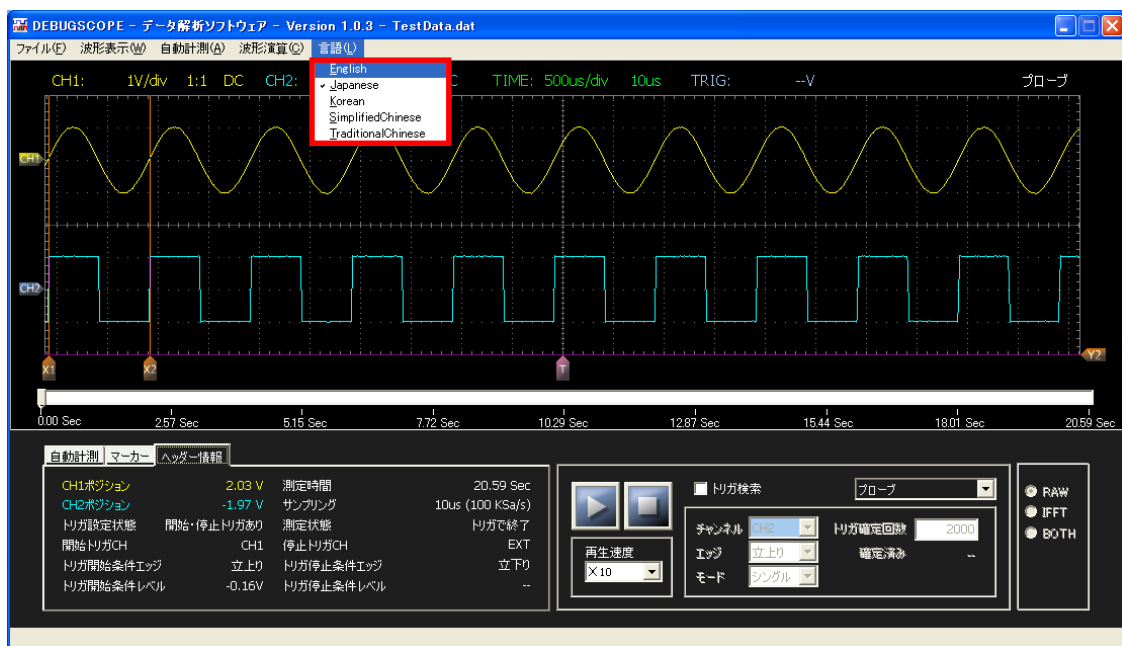 DEBUGSCOPE - データ解析ソフトウェア - Version 1.0.3 - TestData.dat
ファイル(F) 波形表示(W) 自動計測(A) 波形演算(C) 言語(L)
English
Japanese
Korean
SimplifiedChinese
TraditionalChinese
CH1: 1V/div 1:1 DC CH2: TIME: 500us/div 10us TRIG: --V プローブ
CH1
CH2
X1 X2 T Y2
0.00 Sec 2.57 Sec 5.15 Sec 7.72 Sec 10.29 Sec 12.87 Sec 15.44 Sec 18.01 Sec 20.59 Sec
自動計測 マーカー ヘッダー情報
CH1ポジション 2.03 V 測定時間 20.59 Sec
CH2ポジション -1.97 V サンプリング 10us (100 KSa/s)
トリガ設定状態 開始・停止トリガあり 測定状態 トリガで終了
開始トリガCH CH1 停止トリガCH EXT
トリガ開始条件エッジ 立上り トリガ停止条件エッジ 立下り
トリガ開始条件レベル -0.16V トリガ停止条件レベル --
再生速度
×10
トリガ検索 プローブ
チャンネル CH2 トリガ確定回数 2000
エッジ 立上り 確定済み --
モード シングル
RAW
IFFT
BOTH